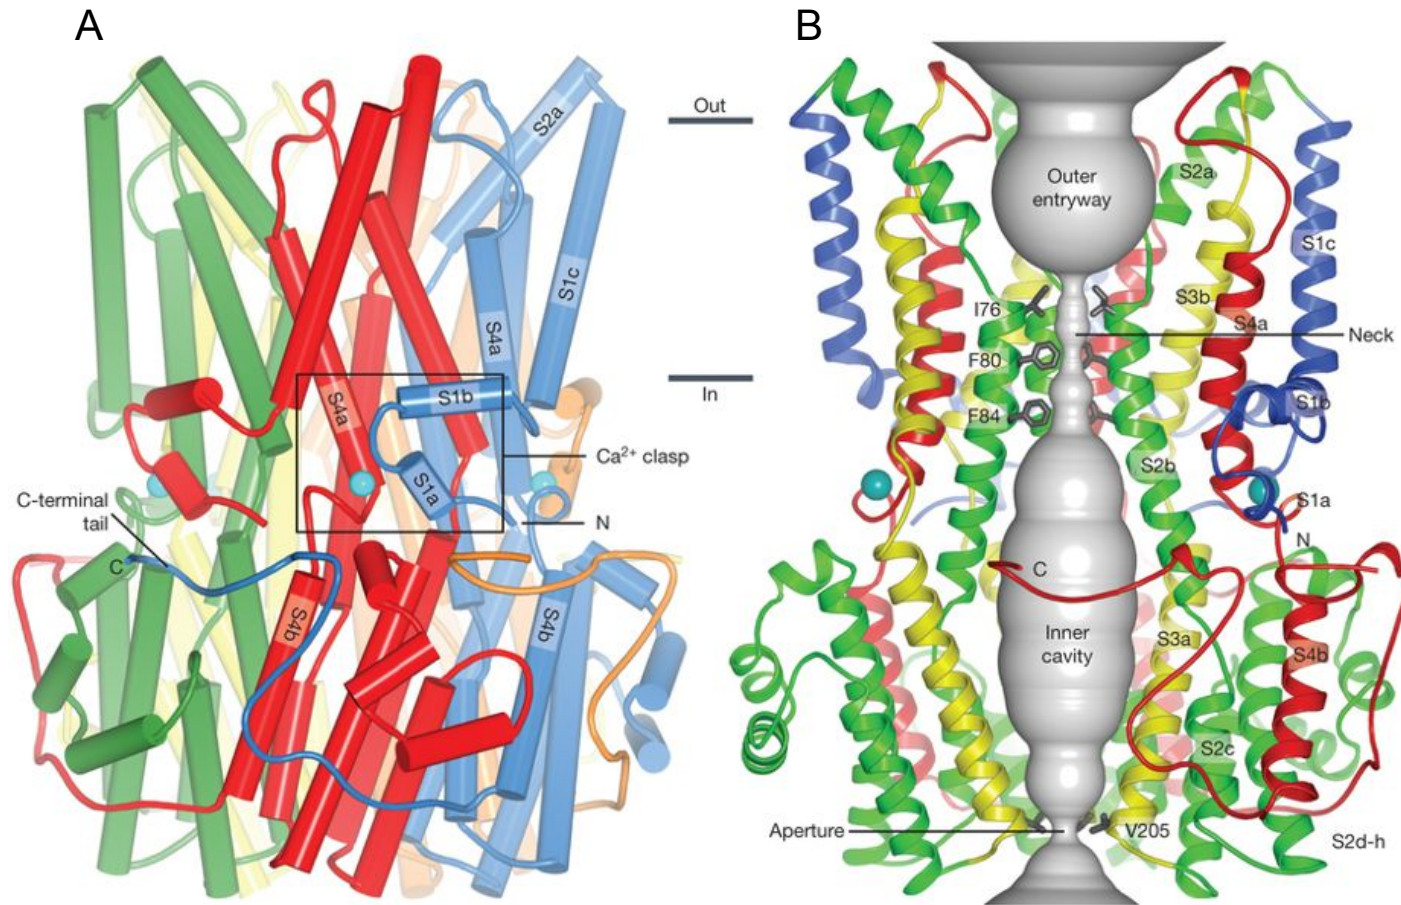 A
B
Out
In
S2a
S1c
S4a
S1b
S4a
S1a
Ca²⁺ clasp
N
C-terminal
tail
C
S4b
S4b
Outer
entryway
S2a
S1c
I76
S3b
S4a
Neck
F80
F84
S1b
S2b
S1a
N
C
Inner
cavity
S3a
S4b
S2c
Aperture
V205
S2d-h